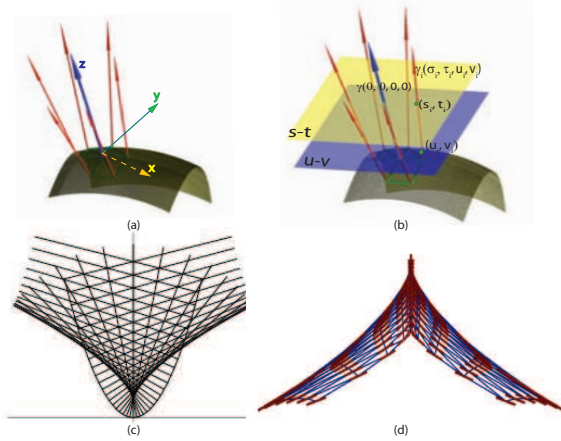 z
y
x
(a)
γᵢ(σᵢ, τᵢ, uᵢ, vᵢ)
γ(0, 0, 0, 0)
(sᵢ, tᵢ)
s-t
(uᵢ, vᵢ)
u-v
(b)
(c)
(d)